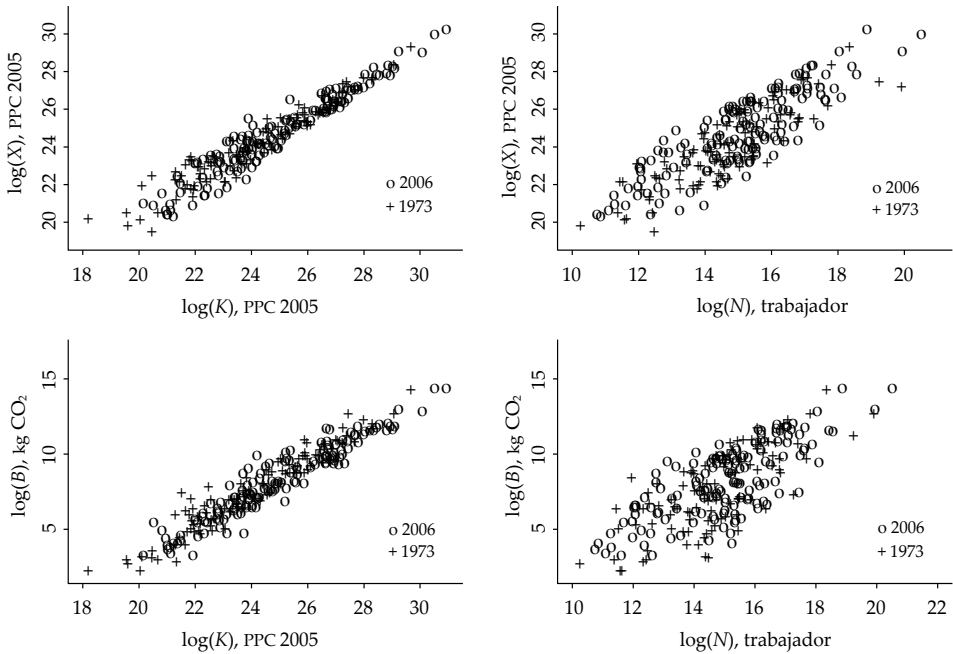 log(X), PPC 2005
30
28
26
24
22
20
o 2006
+ 1973
18 20 22 24 26 28 30
log(K), PPC 2005
log(X), PPC 2005
30
28
26
24
22
20
o 2006
+ 1973
10 12 14 16 18 20
log(N), trabajador
log(B), kg CO₂
15
10
5
o 2006
+ 1973
18 20 22 24 26 28 30
log(K), PPC 2005
log(B), kg CO₂
15
10
5
o 2006
+ 1973
10 12 14 16 18 20 22
log(N), trabajador